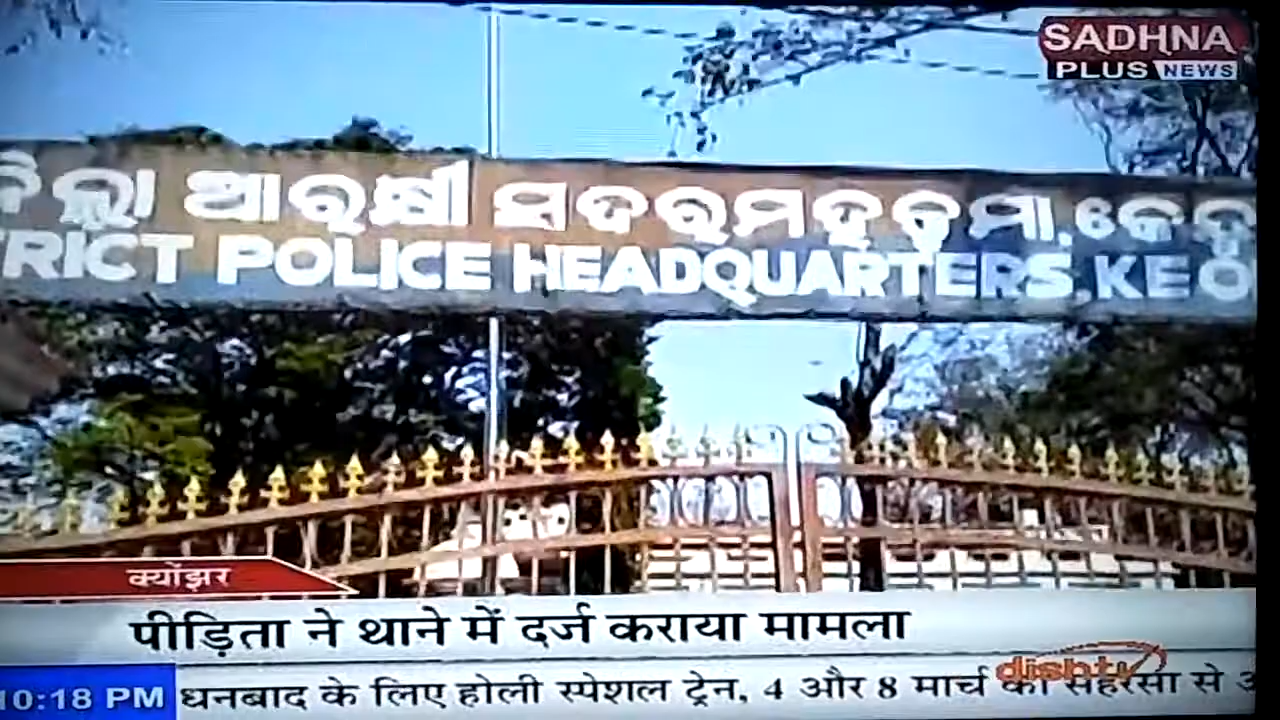 SADHNA
PLUS NEWS
ଜିଲ୍ଲା ଆରକ୍ଷୀ ସଦରମହକୁମା,
RICT POLICE HEADQUARTERS, KEO
क्योंझर
पीड़िता ने थाने में दर्ज कराया मामला
dishtv
10:18 PM धनबाद के लिए होली स्पेशल ट्रेन, 4 और 8 मार्च को सहरसा से